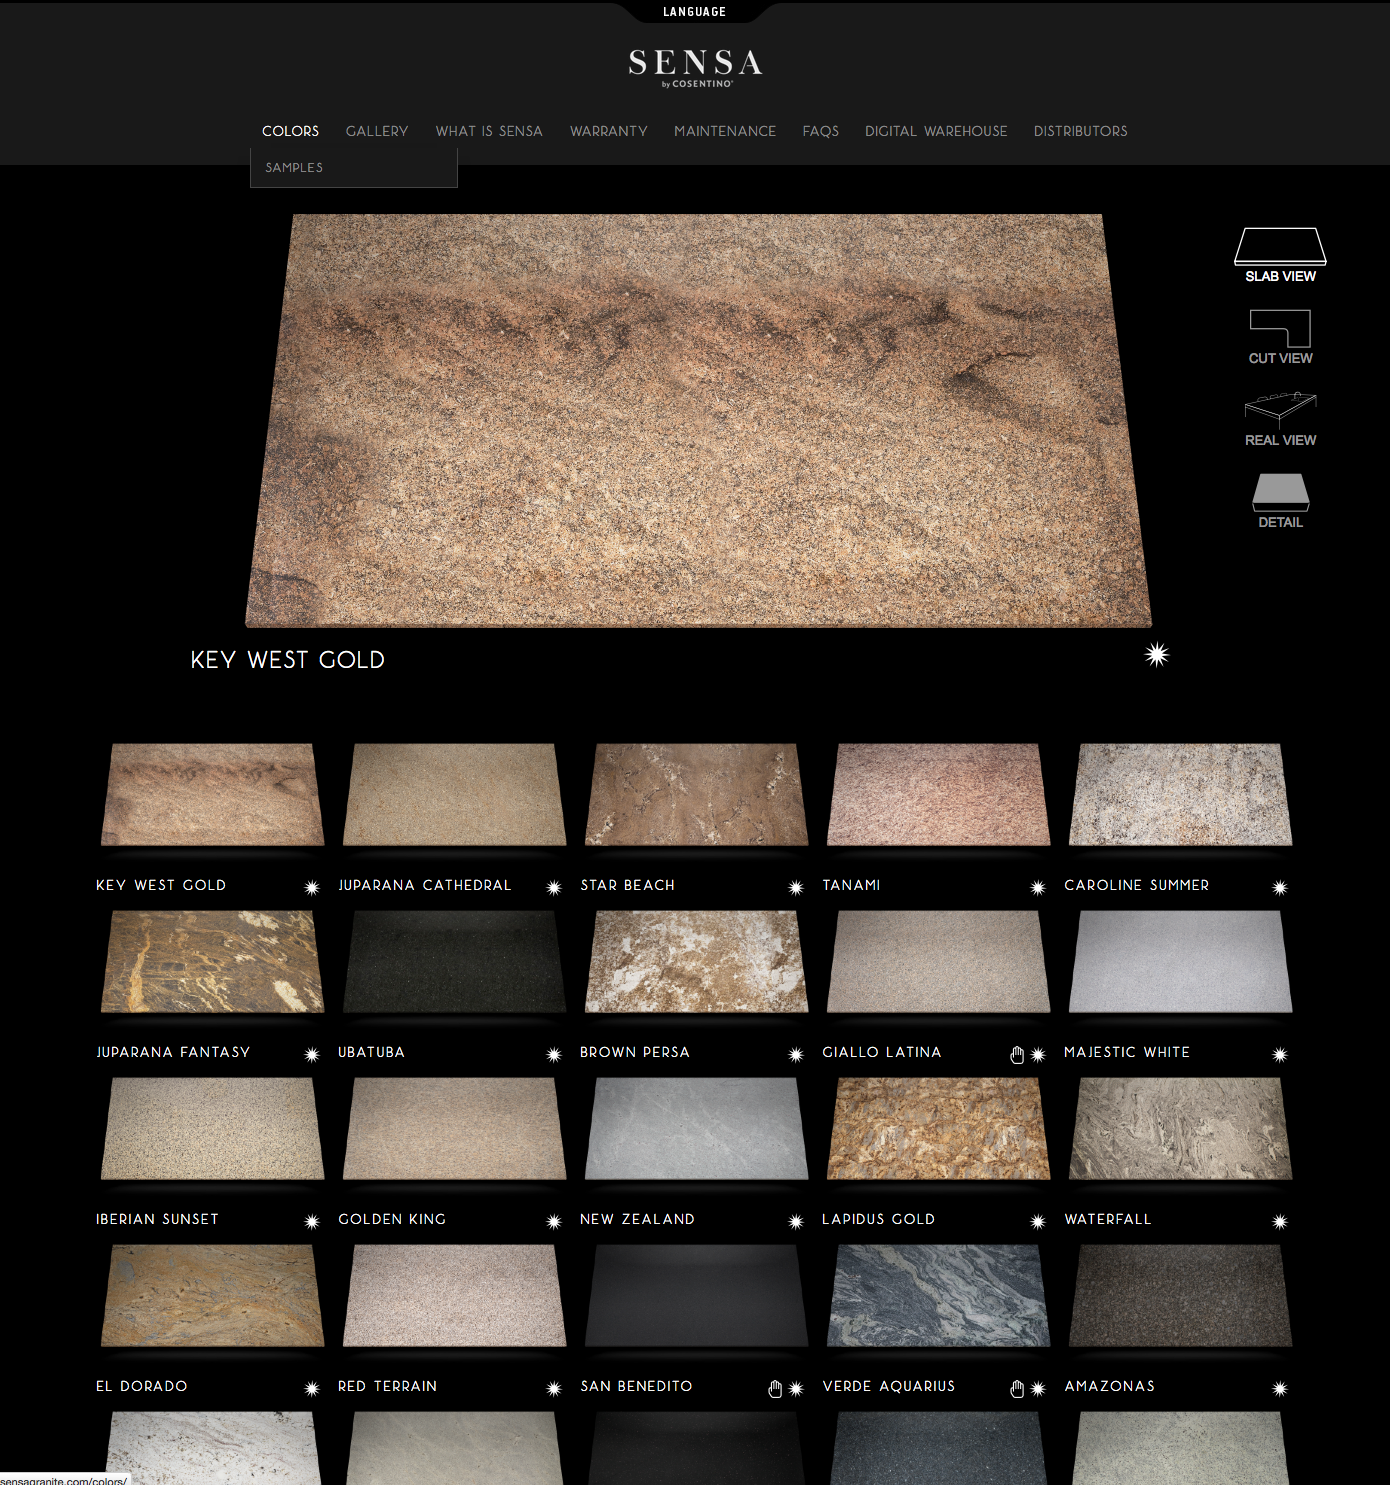 LANGUAGE
SENSA
by COSENTINO®
COLORS GALLERY WHAT IS SENSA WARRANTY MAINTENANCE FAQS DIGITAL WAREHOUSE DISTRIBUTORS
SAMPLES
SLAB VIEW
CUT VIEW
REAL VIEW
DETAIL
KEY WEST GOLD
KEY WEST GOLD JUPARANA CATHEDRAL STAR BEACH TANAMI CAROLINE SUMMER
JUPARANA FANTASY UBATUBA BROWN PERSA GIALLO LATINA MAJESTIC WHITE
IBERIAN SUNSET GOLDEN KING NEW ZEALAND LAPIDUS GOLD WATERFALL
EL DORADO RED TERRAIN SAN BENEDITO VERDE AQUARIUS AMAZONAS
sensagranite.com/colors/